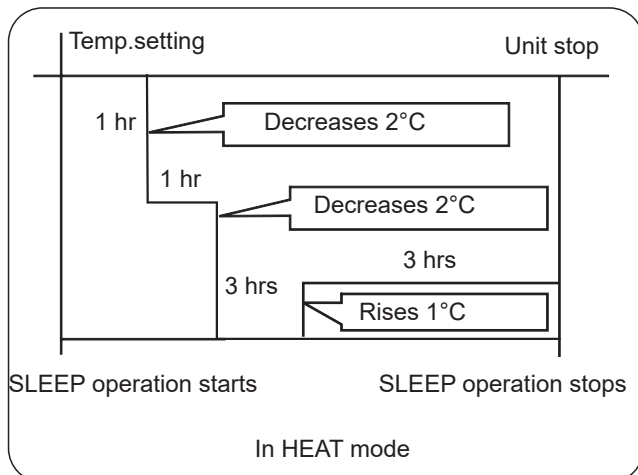 Temp.setting
Unit stop
1 hr
Decreases 2°C
1 hr
Decreases 2°C
3 hrs
3 hrs
Rises 1°C
SLEEP operation starts
SLEEP operation stops
In HEAT mode